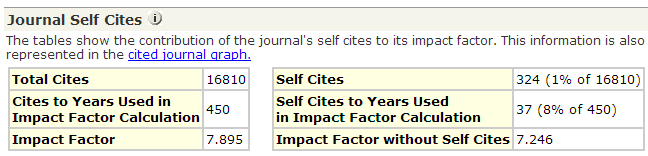 Journal Self Cites
The tables show the contribution of the journal's self cites to its impact factor. This information is also
represented in the cited journal graph.
Total Cites 16810
Cites to Years Used in
Impact Factor Calculation 450
Impact Factor 7.895
Self Cites 324 (1% of 16810)
Self Cites to Years Used
in Impact Factor Calculation 37 (8% of 450)
Impact Factor without Self Cites 7.246